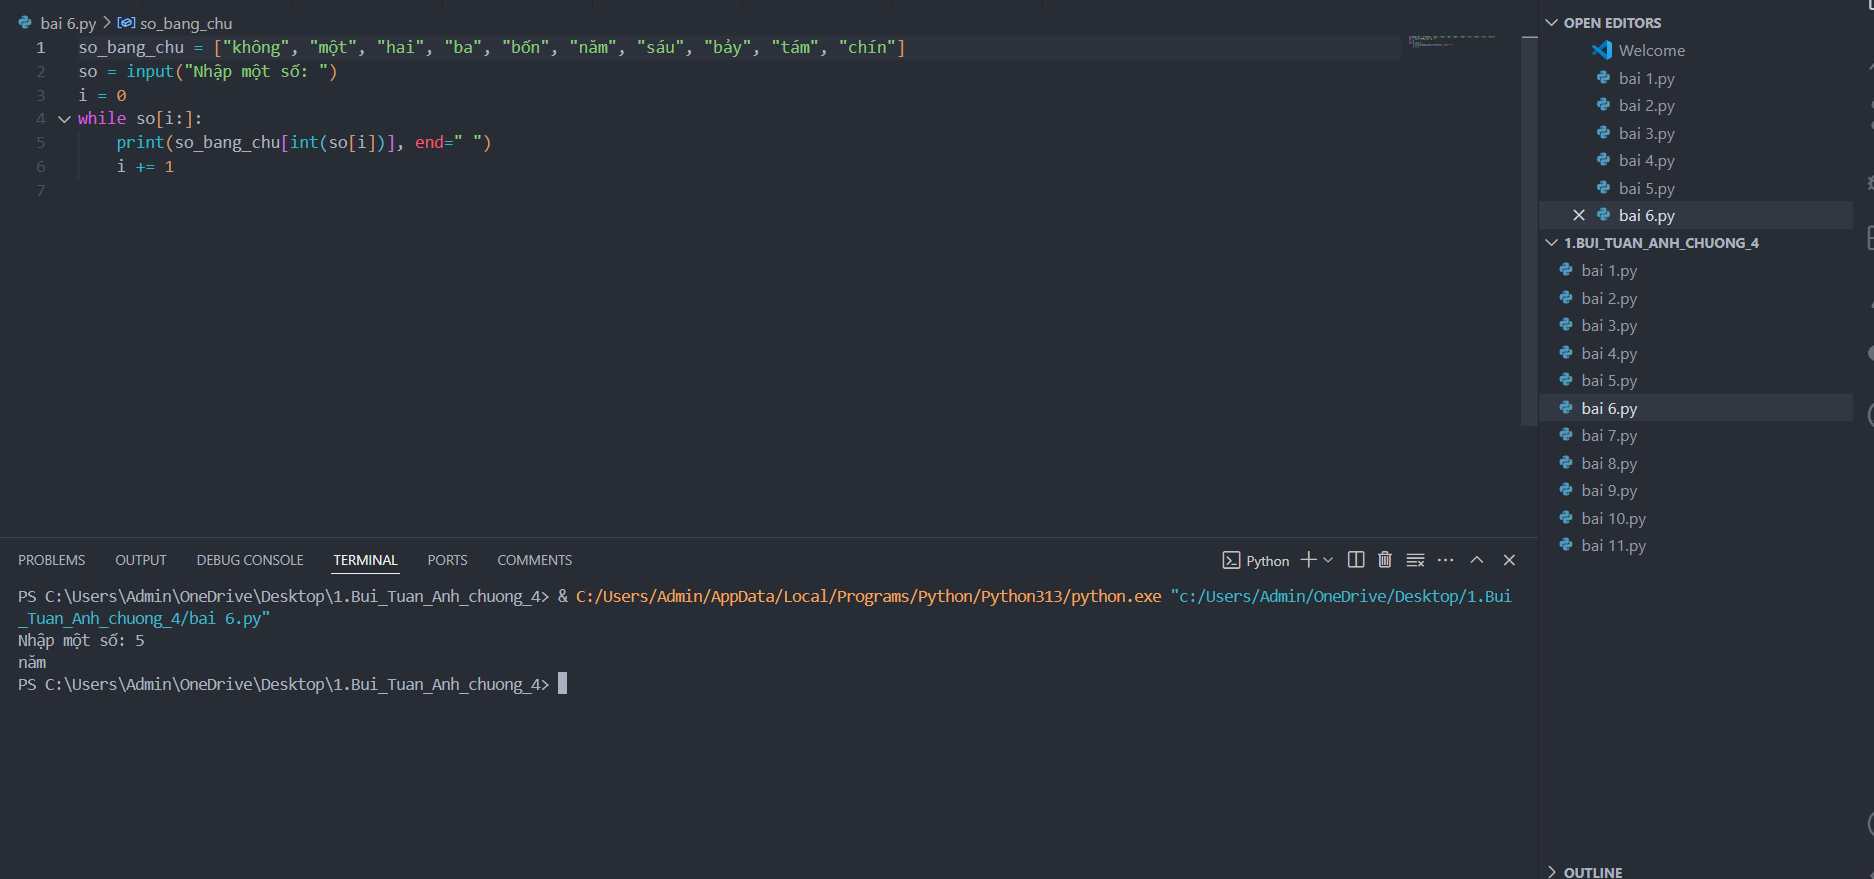 bai 6.py > so_bang_chu
1 so_bang_chu = ["không", "một", "hai", "ba", "bốn", "năm", "sáu", "bảy", "tám", "chín"]
2 so = input("Nhập một số: ")
3 i = 0
4 while so[i:]:
5 print(so_bang_chu[int(so[i])], end=" ")
6 i += 1
7
PROBLEMS OUTPUT DEBUG CONSOLE TERMINAL PORTS COMMENTS
Python
PS C:\Users\Admin\OneDrive\Desktop\1.Bui_Tuan_Anh_chuong_4> & C:/Users/Admin/AppData/Local/Programs/Python/Python313/python.exe "c:/Users/Admin/OneDrive/Desktop/1.Bui
_Tuan_Anh_chuong_4/bai 6.py"
Nhập một số: 5
năm
PS C:\Users\Admin\OneDrive\Desktop\1.Bui_Tuan_Anh_chuong_4>
OPEN EDITORS
Welcome
bai 1.py
bai 2.py
bai 3.py
bai 4.py
bai 5.py
bai 6.py
1.BUI_TUAN_ANH_CHUONG_4
bai 1.py
bai 2.py
bai 3.py
bai 4.py
bai 5.py
bai 6.py
bai 7.py
bai 8.py
bai 9.py
bai 10.py
bai 11.py
OUTLINE